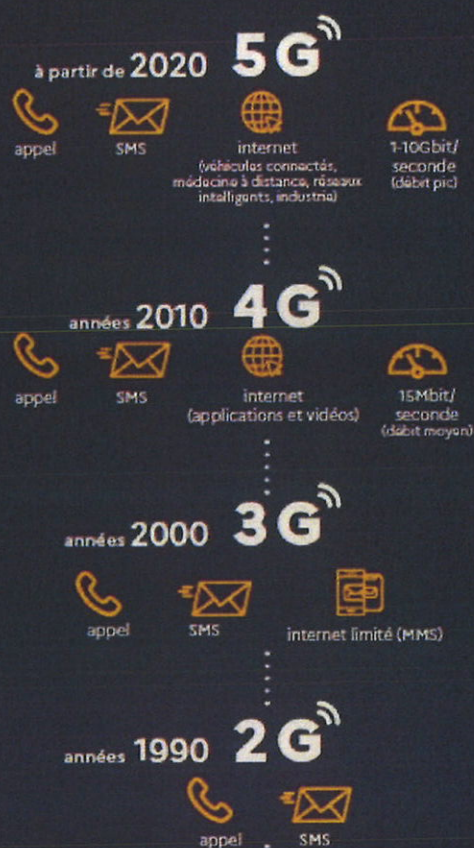 à partir de 2020 5G
appel
SMS
internet
(véhicules connectés,
médecine à distance, réseaux
intelligents, industrie)
1-10Gbit/
seconde
(débit pic)
années 2010 4G
appel
SMS
internet
(applications et vidéos)
15Mbit/
seconde
(débit moyen)
années 2000 3G
appel
SMS
internet limité (MMS)
années 1990 2G
appel
SMS